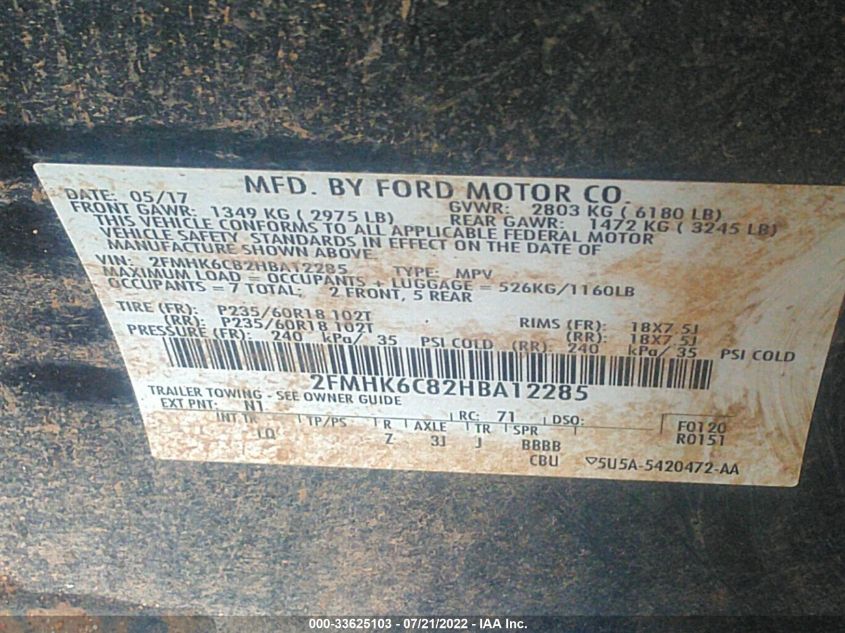 MFD. BY FORD MOTOR CO.
DATE: 05/17 GVWR: 2803 KG ( 6180 LB)
FRONT GAWR: 1349 KG ( 2975 LB) REAR GAWR: 1472 KG ( 3245 LB)
THIS VEHICLE CONFORMS TO ALL APPLICABLE FEDERAL MOTOR
VEHICLE SAFETY, STANDARDS IN EFFECT ON THE DATE OF
MANUFACTURE SHOWN ABOVE.
VIN: 2FMHK6C82HBA12285 TYPE: MPV
MAXIMUM LOAD = OCCUPANTS + LUGGAGE = 526KG/1160LB
OCCUPANTS = 7 TOTAL; 2 FRONT, 5 REAR
TIRE (FR): P235/60R18 102T RIMS (FR): 18X7.5J
(RR): P235/60R18 102T (RR): 18X7.5J
PRESSURE (FR): 240 kPa/ 35 PSI COLD (RR): 240 kPa/ 35 PSI COLD
2FMHK6C82HBA12285
TRAILER TOWING - SEE OWNER GUIDE
EXT PNT: N1 RC: 71 DSO: F0120
INT TR TP/PS R AXLE TR SPR R0151
LQ Z 3J J BBBB
CBU ▽5U5A-5420472-AA
000-33625103 - 07/21/2022 - IAA Inc.